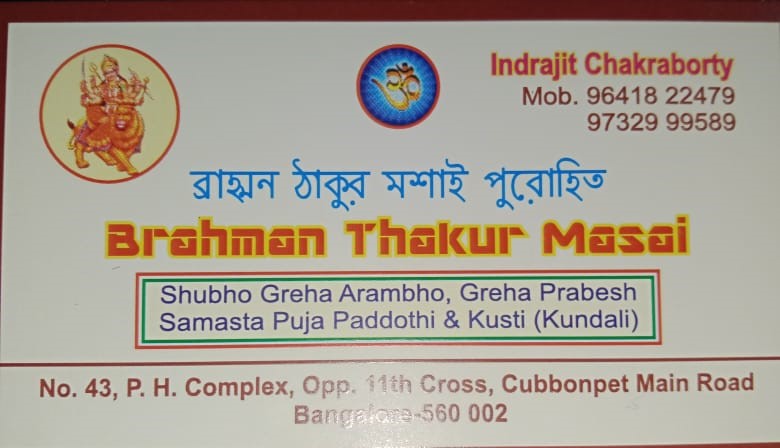 Indrajit Chakraborty
Mob. 96418 22479
97329 99589
ব্রাহ্মন ঠাকুর মশাই পুরোহিত
Brahman Thakur Masai
Shubho Greha Arambho, Greha Prabesh
Samasta Puja Paddothi & Kusti (Kundali)
No. 43, P. H. Complex, Opp. 11th Cross, Cubbonpet Main Road
Bangalore-560 002